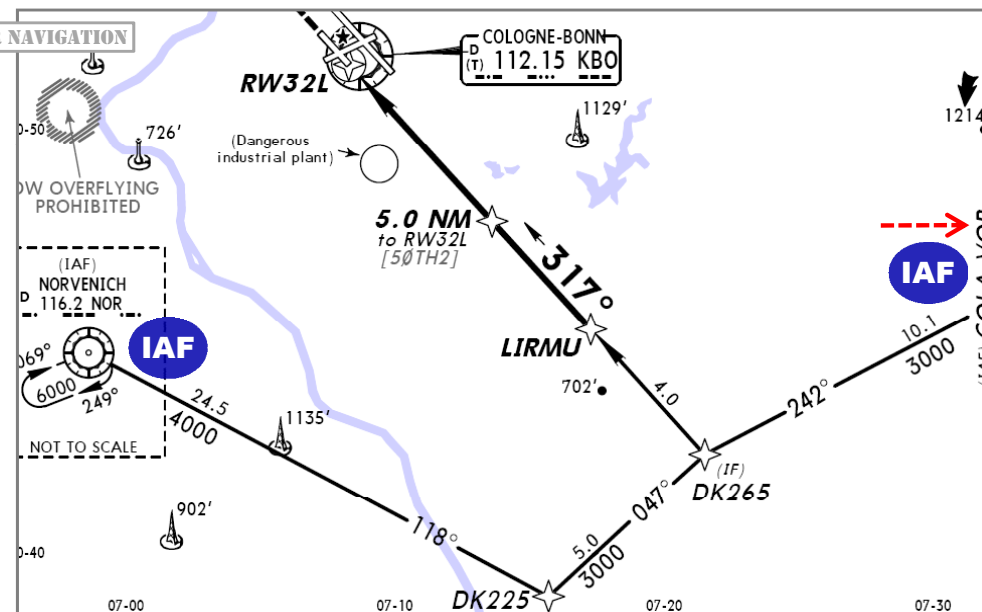 NAVIGATION
COLOGNE-BONN
D
(T) 112.15 KBO
RW32L
1129'
1214
0-50
726'
(Dangerous
industrial plant)
OW OVERFLYING
PROHIBITED
5.0 NM
to RW32L
[5ØTH2]
317°
IAF
(IAF)
NORVENICH
D
116.2 NOR
IAF
069°
6000
249°
NOT TO SCALE
24.5
4000
1135'
LIRMU
702'
4.0
10.1
3000
242°
(IF)
DK265
047°
5.0
3000
118°
902'
0-40
DK225
07-00
07-10
07-20
07-30